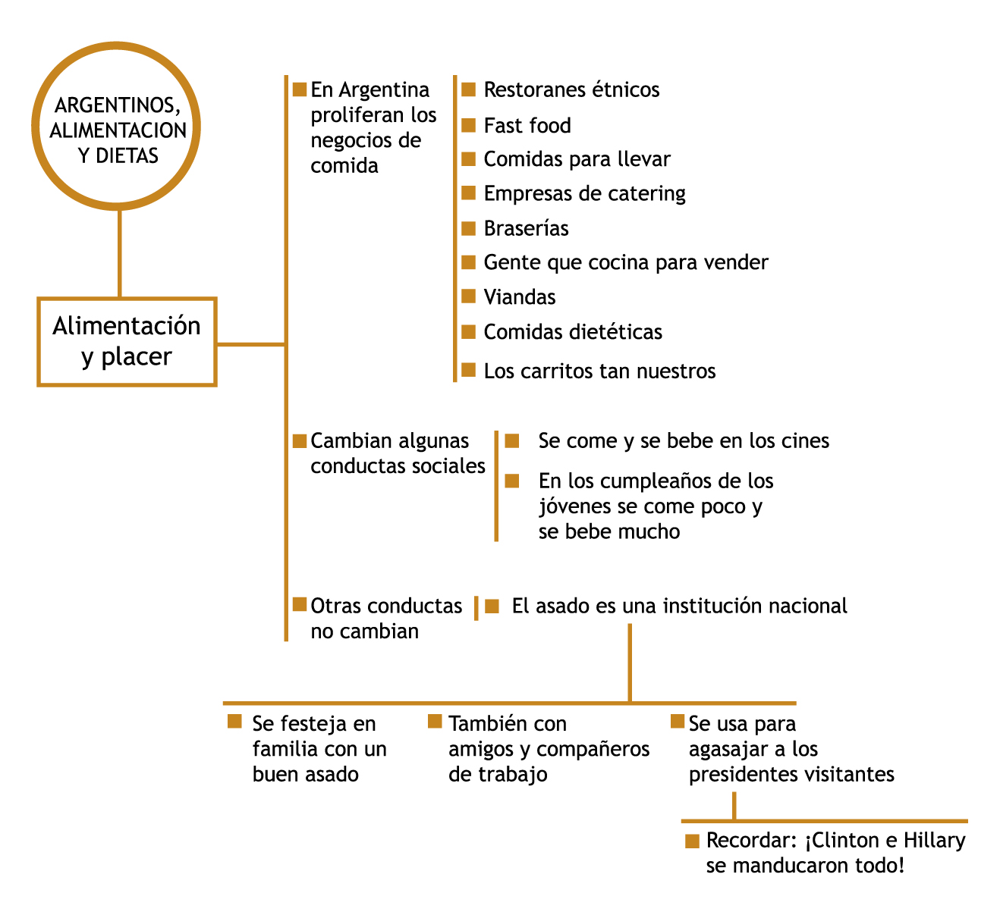 ARGENTINOS,
ALIMENTACION
Y DIETAS
Alimentación
y placer
En Argentina
proliferan los
negocios de
comida
Restoranes étnicos
Fast food
Comidas para llevar
Empresas de catering
Braserías
Gente que cocina para vender
Viandas
Comidas dietéticas
Los carritos tan nuestros
Cambian algunas
conductas sociales
Se come y se bebe en los cines
En los cumpleaños de los
jóvenes se come poco y
se bebe mucho
Otras conductas
no cambian
El asado es una institución nacional
Se festeja en
familia con un
buen asado
También con
amigos y compañeros
de trabajo
Se usa para
agasajar a los
presidentes visitantes
Recordar: ¡Clinton e Hillary
se manducaron todo!